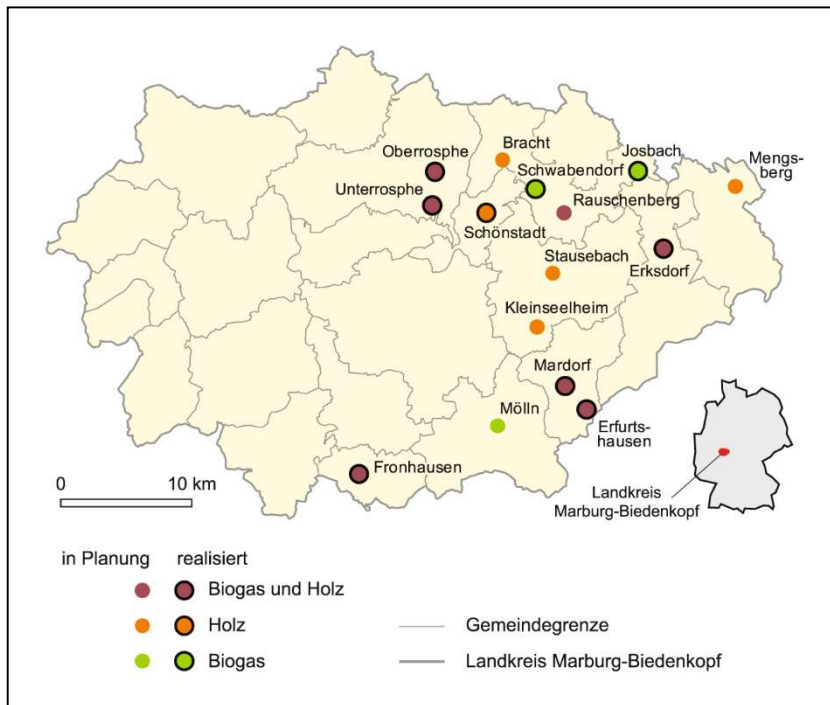 Oberrosphe
Bracht
Josbach
Mengs-
berg
Schwabendorf
Unterrosphe
Rauschenberg
Schönstadt
Stausebach
Erksdorf
Kleinseelheim
Mardorf
Mölln
Erfurts-
hausen
Fronhausen
0 10 km
Landkreis
Marburg-Biedenkopf
in Planung realisiert
Biogas und Holz
Holz
Biogas
Gemeindegrenze
Landkreis Marburg-Biedenkopf